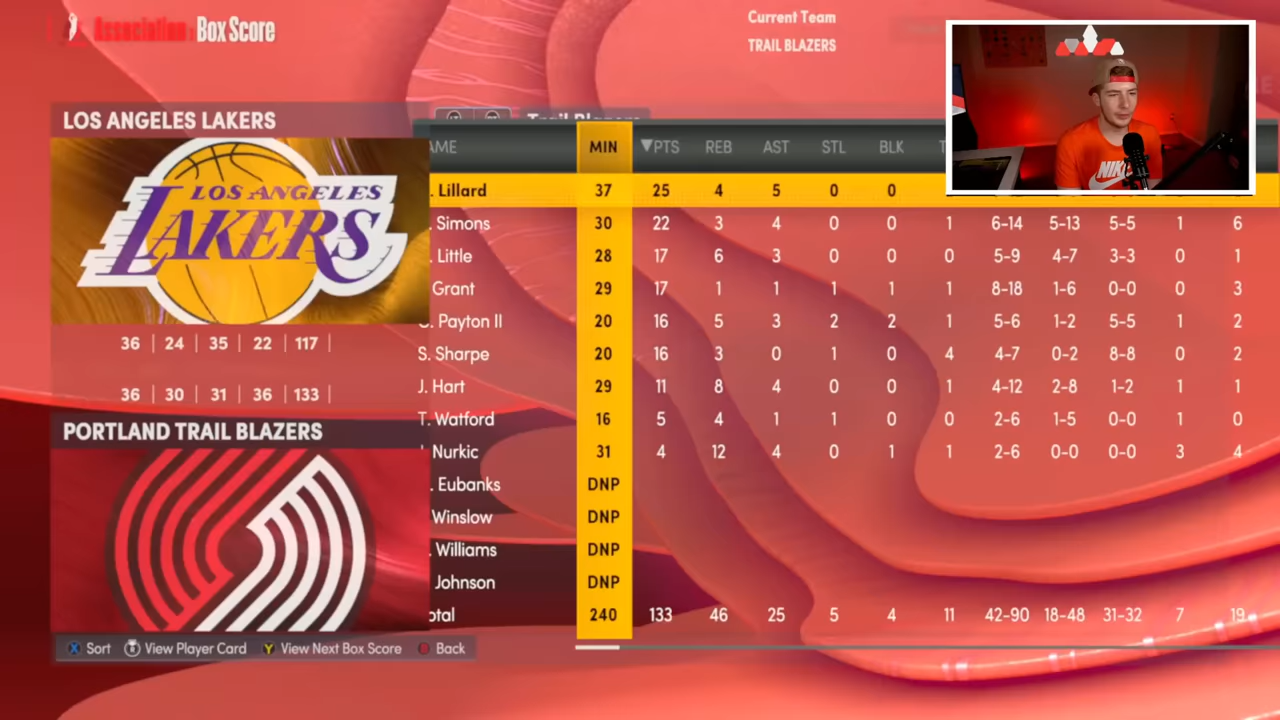 Association: Box Score
Current Team
TRAIL BLAZERS
LOS ANGELES LAKERS
LOS ANGELES
LAKERS
36 | 24 | 35 | 22 | 117 |
36 | 30 | 31 | 36 | 133 |
PORTLAND TRAIL BLAZERS
Trail Blazers
AME MIN ▼PTS REB AST STL BLK T
. Lillard 37 25 4 5 0 0
. Simons 30 22 3 4 0 0 1 6-14 5-13 5-5 1 6
. Little 28 17 6 3 0 0 0 5-9 4-7 3-3 0 1
Grant 29 17 1 1 1 1 1 8-18 1-6 0-0 0 3
. Payton II 20 16 5 3 2 2 1 5-6 1-2 5-5 1 2
S. Sharpe 20 16 3 0 1 0 4 4-7 0-2 8-8 0 2
J. Hart 29 11 8 4 0 0 1 4-12 2-8 1-2 1 1
T. Watford 16 5 4 1 1 0 0 2-6 1-5 0-0 1 0
. Nurkic 31 4 12 4 0 1 1 2-6 0-0 0-0 3 4
. Eubanks DNP
Winslow DNP
. Williams DNP
Johnson DNP
otal 240 133 46 25 5 4 11 42-90 18-48 31-32 7 19
X Sort View Player Card Y View Next Box Score Back
NIKE